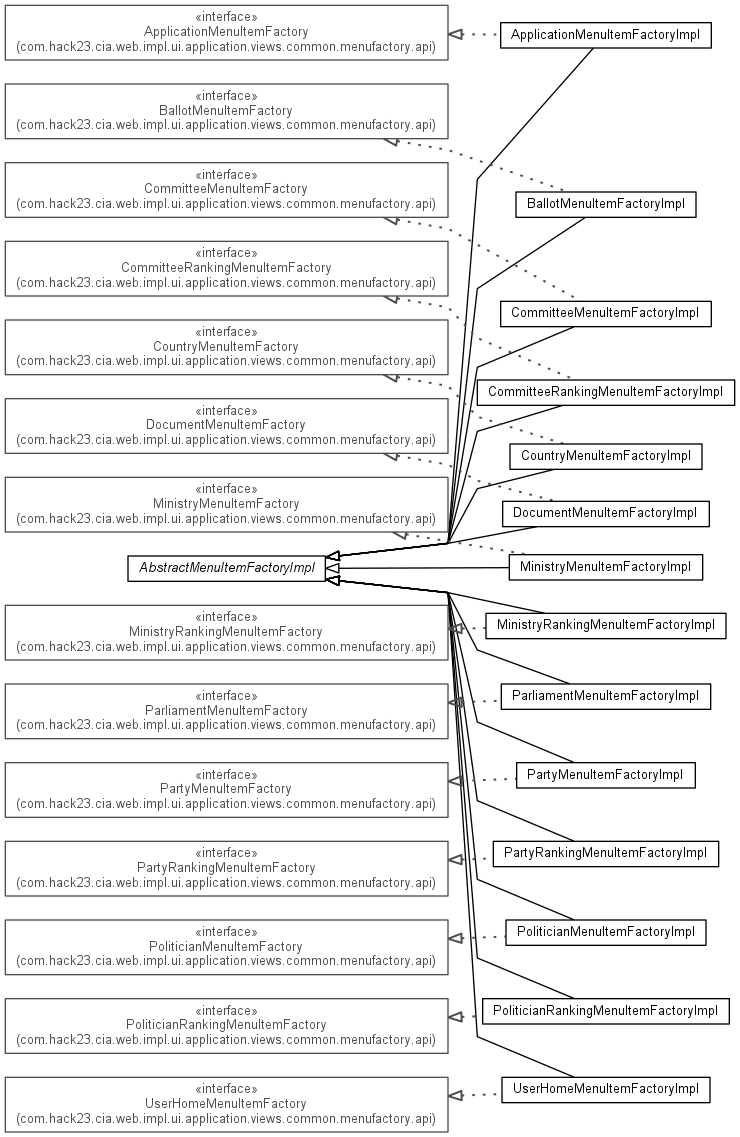 «interface»
ApplicationMenuItemFactory
(com.hack23.cia.web.impl.ui.application.views.common.menufactory.api)
ApplicationMenuItemFactoryImpl
«interface»
BallotMenuItemFactory
(com.hack23.cia.web.impl.ui.application.views.common.menufactory.api)
«interface»
CommitteeMenuItemFactory
(com.hack23.cia.web.impl.ui.application.views.common.menufactory.api)
BallotMenuItemFactoryImpl
«interface»
CommitteeRankingMenuItemFactory
(com.hack23.cia.web.impl.ui.application.views.common.menufactory.api)
CommitteeMenuItemFactoryImpl
«interface»
CountryMenuItemFactory
(com.hack23.cia.web.impl.ui.application.views.common.menufactory.api)
CommitteeRankingMenuItemFactoryImpl
«interface»
DocumentMenuItemFactory
(com.hack23.cia.web.impl.ui.application.views.common.menufactory.api)
CountryMenuItemFactoryImpl
«interface»
MinistryMenuItemFactory
(com.hack23.cia.web.impl.ui.application.views.common.menufactory.api)
DocumentMenuItemFactoryImpl
AbstractMenuItemFactoryImpl
MinistryMenuItemFactoryImpl
«interface»
MinistryRankingMenuItemFactory
(com.hack23.cia.web.impl.ui.application.views.common.menufactory.api)
MinistryRankingMenuItemFactoryImpl
«interface»
ParliamentMenuItemFactory
(com.hack23.cia.web.impl.ui.application.views.common.menufactory.api)
ParliamentMenuItemFactoryImpl
«interface»
PartyMenuItemFactory
(com.hack23.cia.web.impl.ui.application.views.common.menufactory.api)
PartyMenuItemFactoryImpl
«interface»
PartyRankingMenuItemFactory
(com.hack23.cia.web.impl.ui.application.views.common.menufactory.api)
PartyRankingMenuItemFactoryImpl
«interface»
PoliticianMenuItemFactory
(com.hack23.cia.web.impl.ui.application.views.common.menufactory.api)
PoliticianMenuItemFactoryImpl
«interface»
PoliticianRankingMenuItemFactory
(com.hack23.cia.web.impl.ui.application.views.common.menufactory.api)
PoliticianRankingMenuItemFactoryImpl
«interface»
UserHomeMenuItemFactory
(com.hack23.cia.web.impl.ui.application.views.common.menufactory.api)
UserHomeMenuItemFactoryImpl